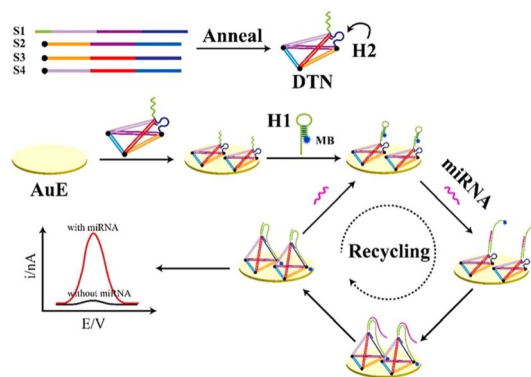 S1
S2
S3
S4
Anneal
H2
DTN
AuE
H1
MB
miRNA
Recycling
with miRNA
without miRNA
i/nA
E/V